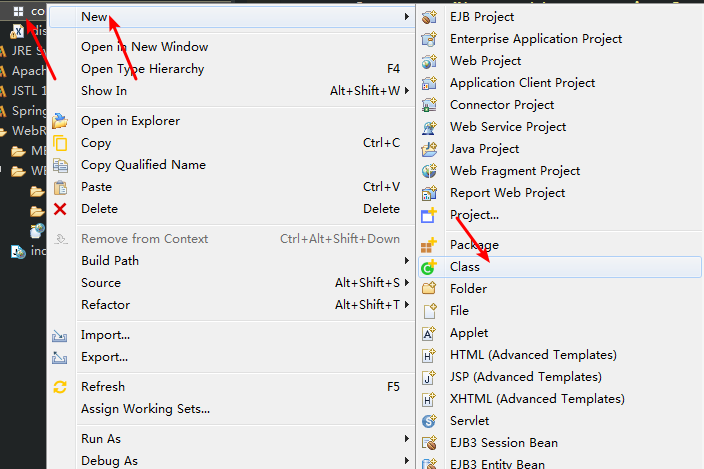 co
dis
JRE Sy
Apach
JSTL 1
Spring
WebR
ME
WE
inc
New
Open in New Window
Open Type Hierarchy F4
Show In Alt+Shift+W
Open in Explorer
Copy Ctrl+C
Copy Qualified Name
Paste Ctrl+V
Delete Delete
Remove from Context Ctrl+Alt+Shift+Down
Build Path
Source Alt+Shift+S
Refactor Alt+Shift+T
Import...
Export...
Refresh F5
Assign Working Sets...
Run As
Debug As
EJB Project
Enterprise Application Project
Web Project
Application Client Project
Connector Project
Web Service Project
Java Project
Web Fragment Project
Report Web Project
Project...
Package
Class
Folder
File
Applet
HTML (Advanced Templates)
JSP (Advanced Templates)
XHTML (Advanced Templates)
Servlet
EJB3 Session Bean
EJB3 Entity Bean